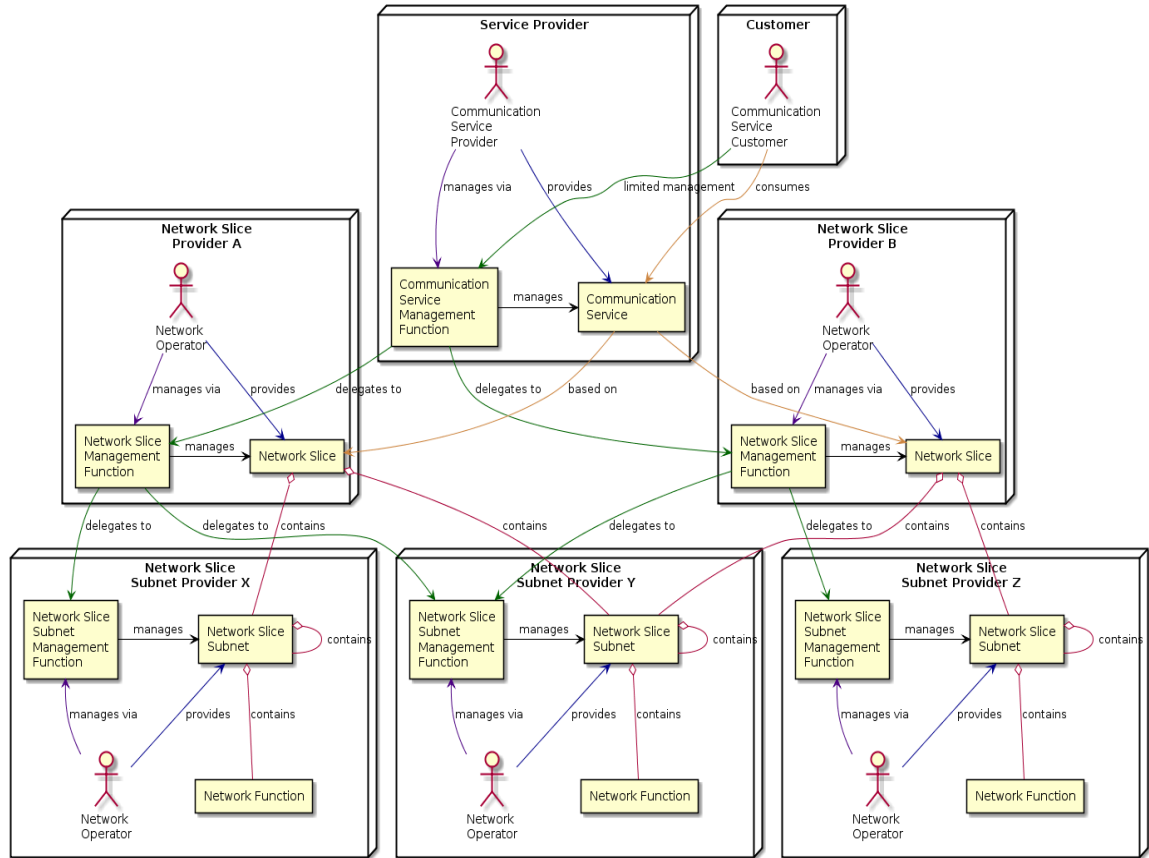 Service Provider
Customer
Communication
Service
Provider
Communication
Service
Customer
manages via
provides
limited management
consumes
Network Slice
Provider A
Network Slice
Provider B
Network
Operator
Communication
Service
Management
Function
manages
Communication
Service
Network
Operator
manages via
provides
delegates to
delegates to
based on
based on
manages via
provides
Network Slice
Management
Function
manages
Network Slice
Network Slice
Management
Function
manages
Network Slice
delegates to
delegates to
contains
contains
delegates to
delegates to
contains
contains
Network Slice
Subnet Provider X
Network Slice
Subnet Provider Y
Network Slice
Subnet Provider Z
Network Slice
Subnet
Management
Function
manages
Network Slice
Subnet
contains
Network Slice
Subnet
Management
Function
manages
Network Slice
Subnet
contains
Network Slice
Subnet
Management
Function
manages
Network Slice
Subnet
contains
manages via
provides
contains
manages via
provides
contains
manages via
provides
contains
Network
Operator
Network Function
Network
Operator
Network Function
Network
Operator
Network Function